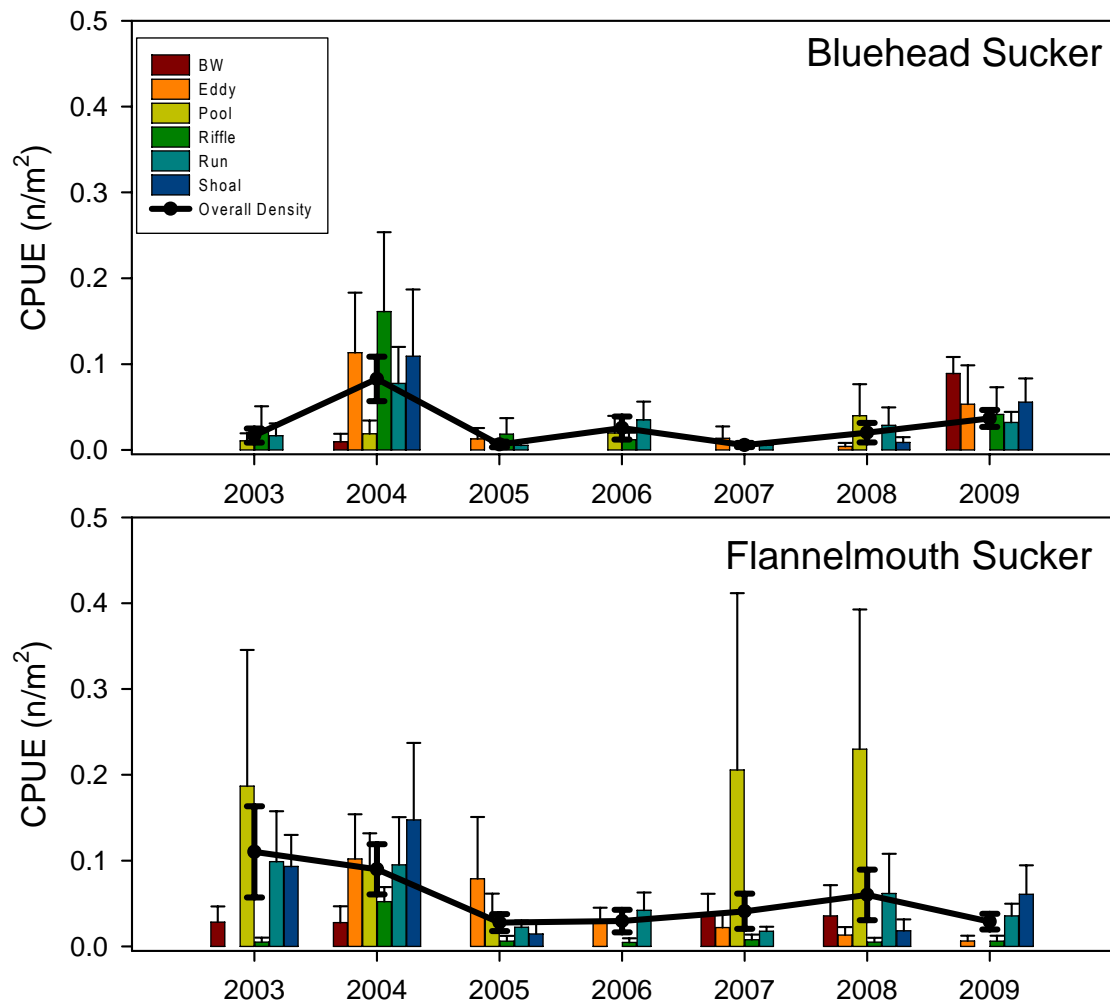 0.5
Bluehead Sucker
BW
Eddy
Pool
Riffle
Run
Shoal
Overall Density
0.4
0.3
0.2
0.1
0.0
CPUE (n/m²)
2003 2004 2005 2006 2007 2008 2009
0.5
Flannelmouth Sucker
0.4
0.3
0.2
0.1
0.0
CPUE (n/m²)
2003 2004 2005 2006 2007 2008 2009